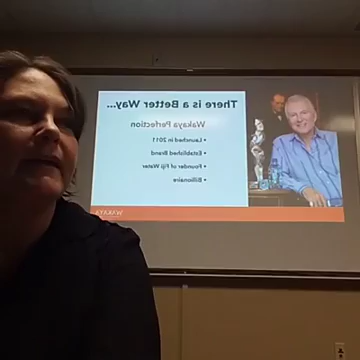 There is a Better Way...
Wakaya Perfection
• Launched in 2011
• Established Brand
• Founder of Fiji Water
• Billionaire
WAKAYA